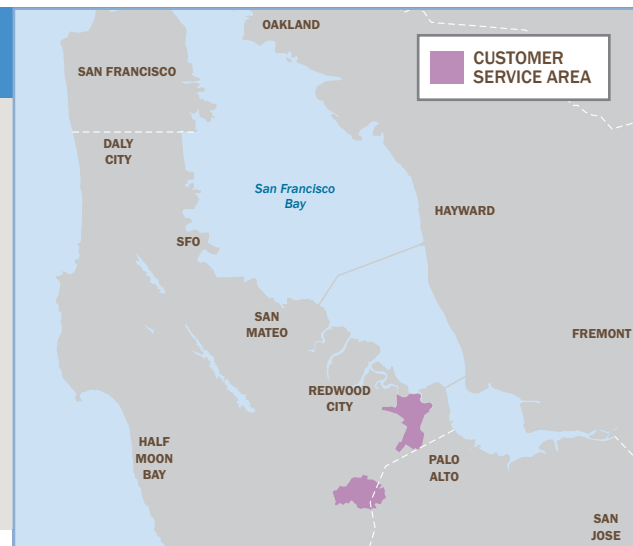 OAKLAND
CUSTOMER
SERVICE AREA
SAN FRANCISCO
DALY
CITY
San Francisco
Bay
HAYWARD
SFO
SAN
MATEO
FREMONT
REDWOOD
CITY
HALF
MOON
BAY
PALO
ALTO
SAN
JOSE